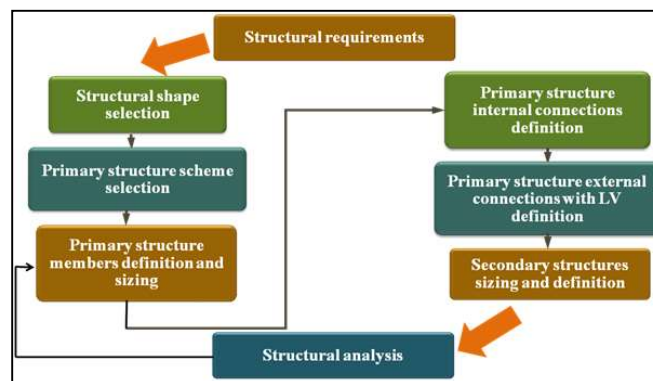 Structural requirements
Structural shape
selection
Primary structure scheme
selection
Primary structure
members definition and
sizing
Primary structure
internal connections
definition
Primary structure external
connections with LV
definition
Secondary structures
sizing and definition
Structural analysis